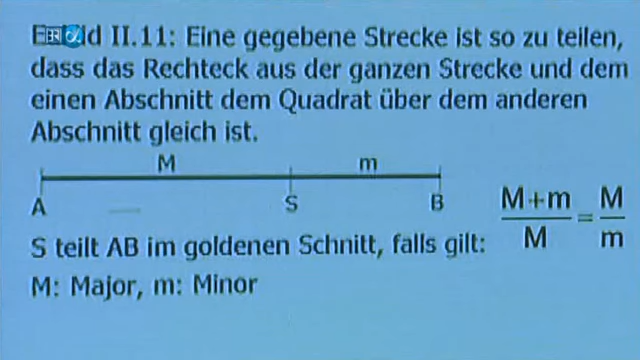 II.11: Eine gegebene Strecke ist so zu teilen,
dass das Rechteck aus der ganzen Strecke und dem
einen Abschnitt dem Quadrat über dem anderen
Abschnitt gleich ist.
M m
A S B
M+m / M = M / m
S teilt AB im goldenen Schnitt, falls gilt:
M: Major, m: Minor